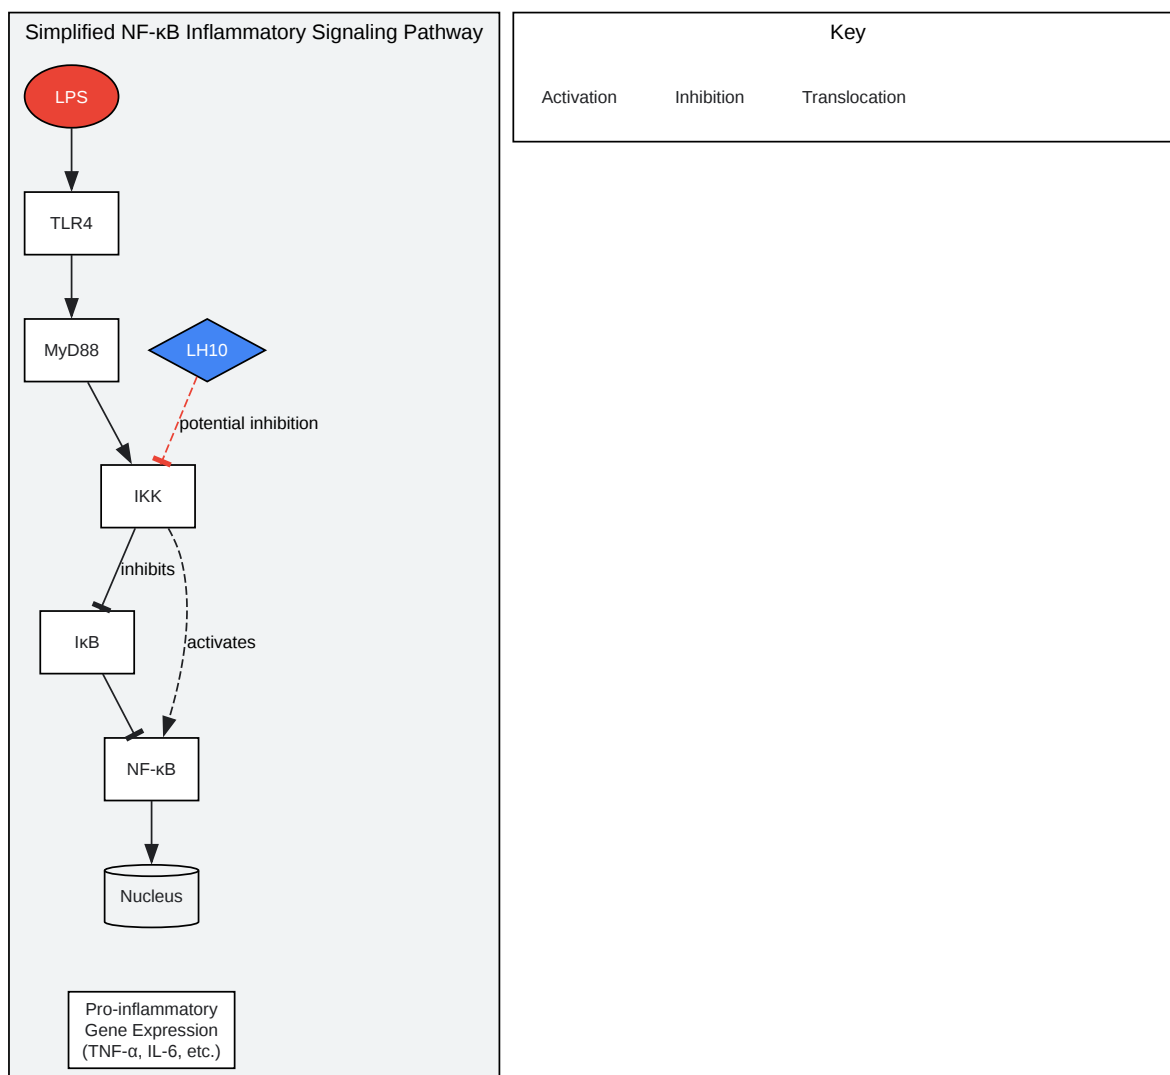 Simplified NF-κB Inflammatory Signaling Pathway
Key
LPS
Activation
Inhibition
Translocation
TLR4
MyD88
LH10
potential inhibition
IKK
inhibits
IκB
activates
NF-κB
Nucleus
Pro-inflammatory
Gene Expression
(TNF-α, IL-6, etc.)